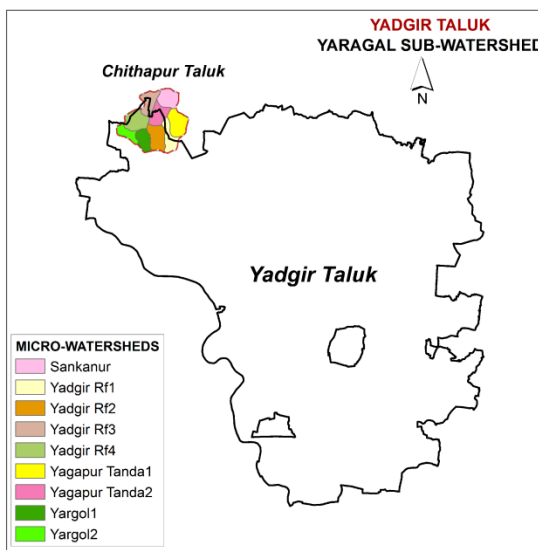 YADGIR TALUK
YARAGAL SUB-WATERSHED
Chithapur Taluk
N
Yadgir Taluk
MICRO-WATERSHEDS
Sankanur
Yadgir Rf1
Yadgir Rf2
Yadgir Rf3
Yadgir Rf4
Yagapur Tanda1
Yagapur Tanda2
Yargol1
Yargol2